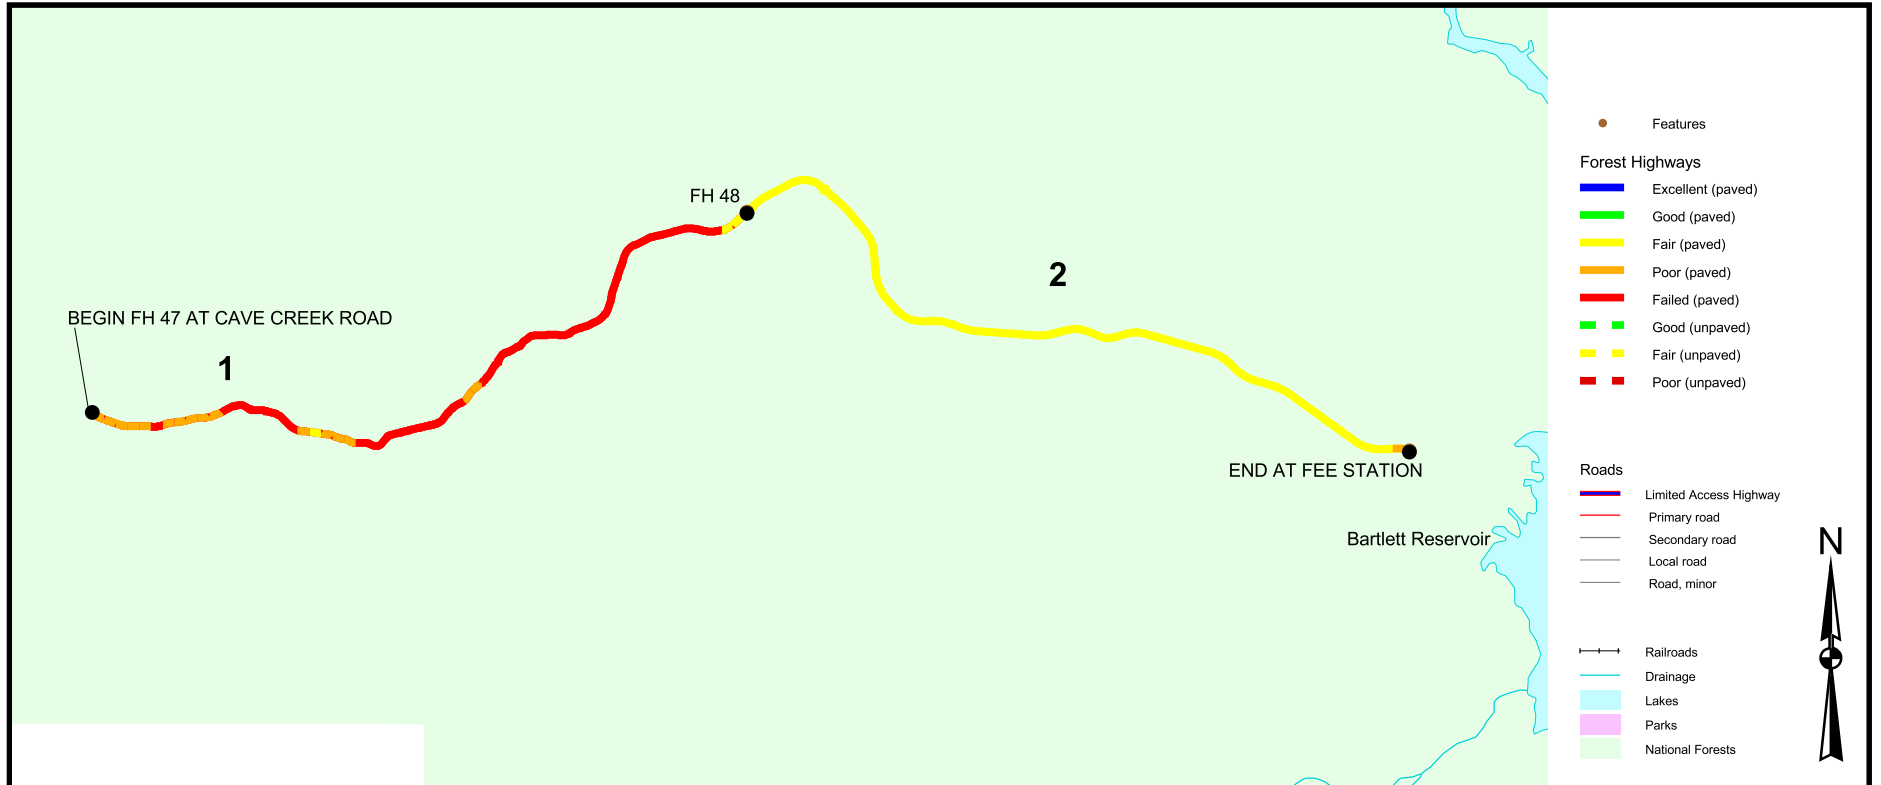 FH 48
2
BEGIN FH 47 AT CAVE CREEK ROAD
1
END AT FEE STATION
Bartlett Reservoir
Features
Forest Highways
Excellent (paved)
Good (paved)
Fair (paved)
Poor (paved)
Failed (paved)
Good (unpaved)
Fair (unpaved)
Poor (unpaved)
Roads
Limited Access Highway
Primary road
Secondary road
Local road
Road, minor
Railroads
Drainage
Lakes
Parks
National Forests
N